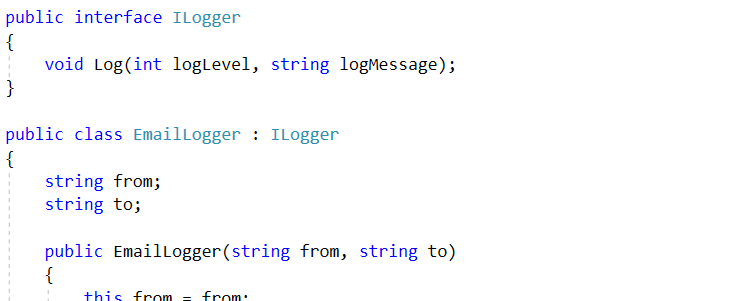 public interface ILogger
{
void Log(int logLevel, string logMessage);
}
public class EmailLogger : ILogger
{
string from;
string to;
public EmailLogger(string from, string to)
{
this from = from;